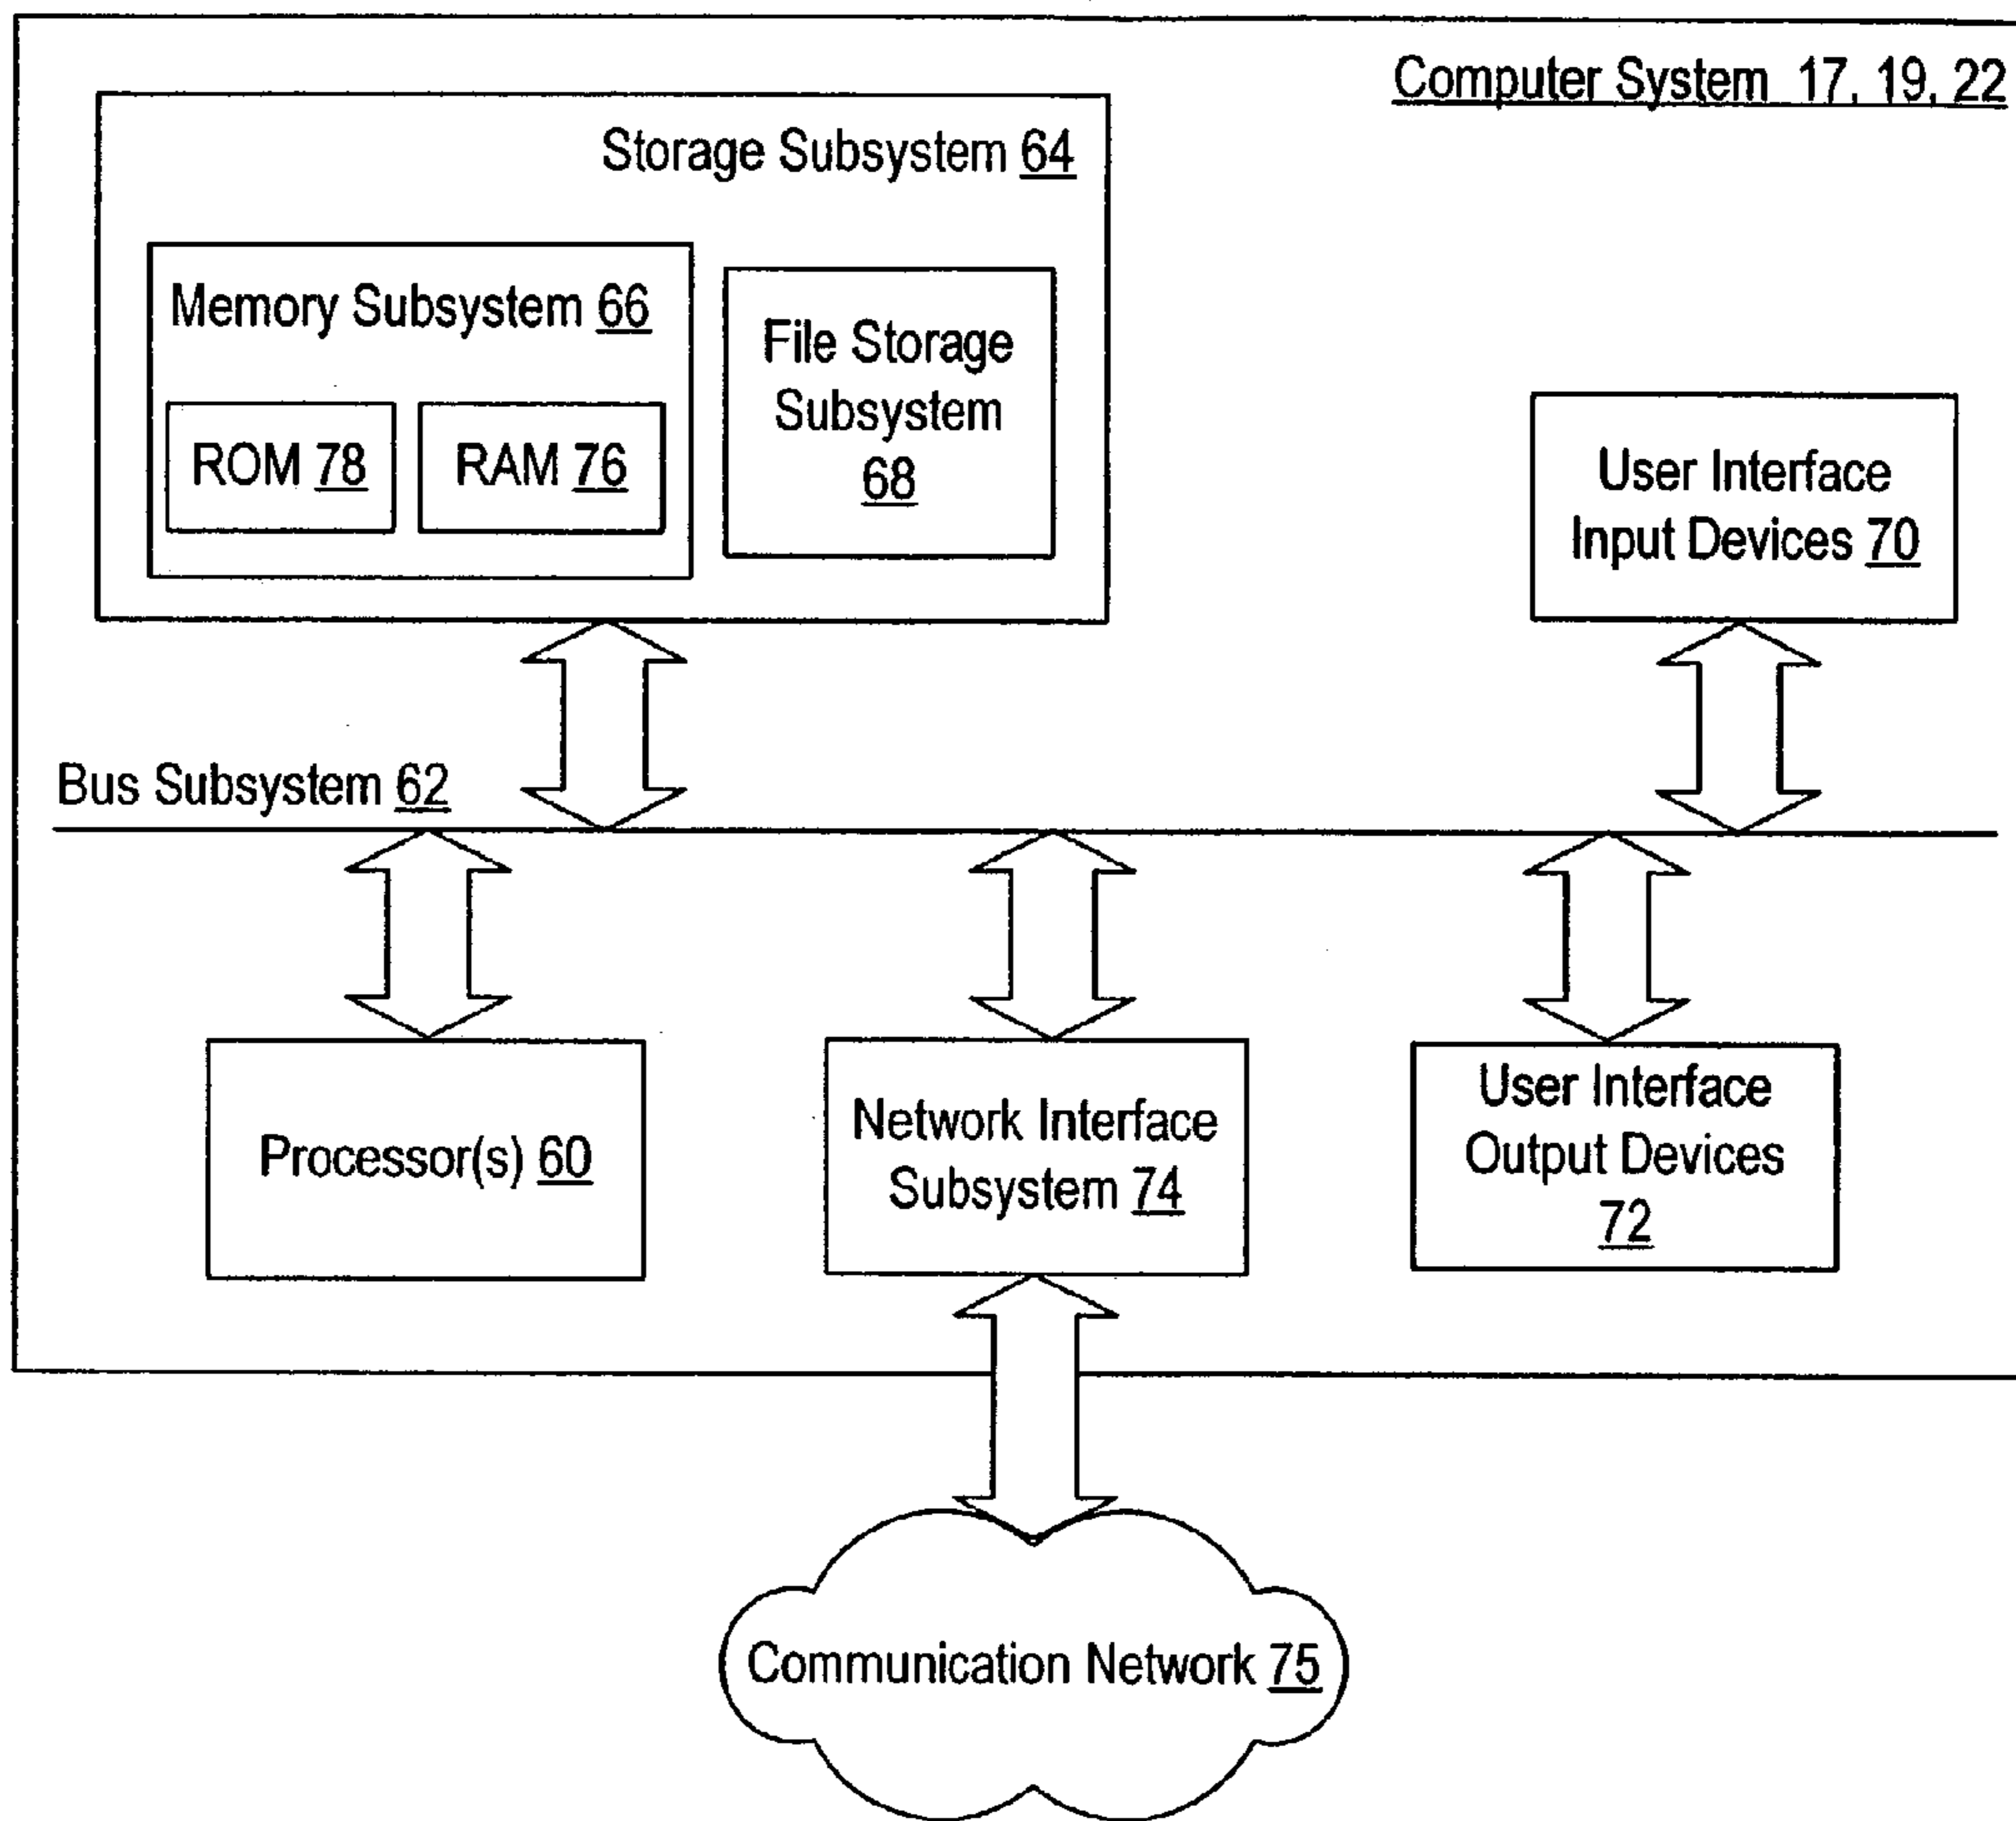 Computer System 17, 19, 22
Storage Subsystem 64
Memory Subsystem 66
ROM 78
RAM 76
File Storage
Subsystem
68
User Interface
Input Devices 70
Bus Subsystem 62
Processor(s) 60
Network Interface
Subsystem 74
User Interface
Output Devices
72
Communication Network 75